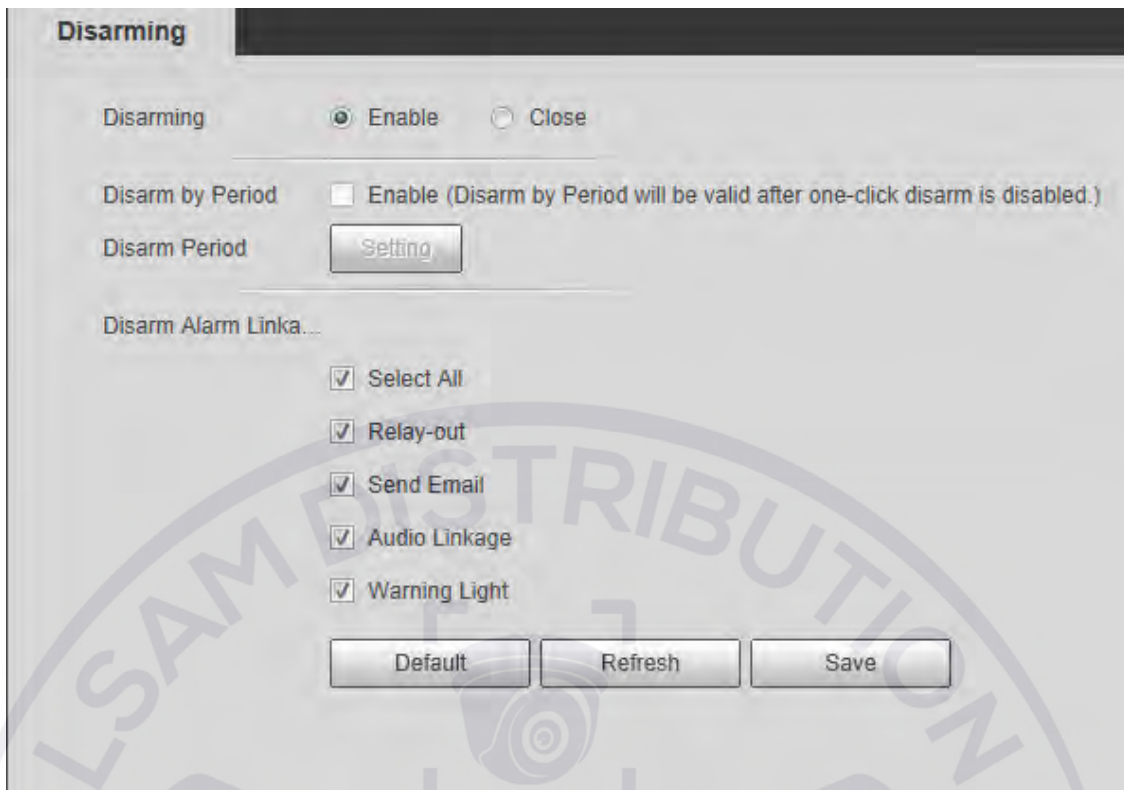 Disarming
Disarming Enable Close
Disarm by Period Enable (Disarm by Period will be valid after one-click disarm is disabled.)
Disarm Period Setting
Disarm Alarm Linka...
Select All
Relay-out
Send Email
Audio Linkage
Warning Light
Default Refresh Save
LSAM DISTRIBUTION